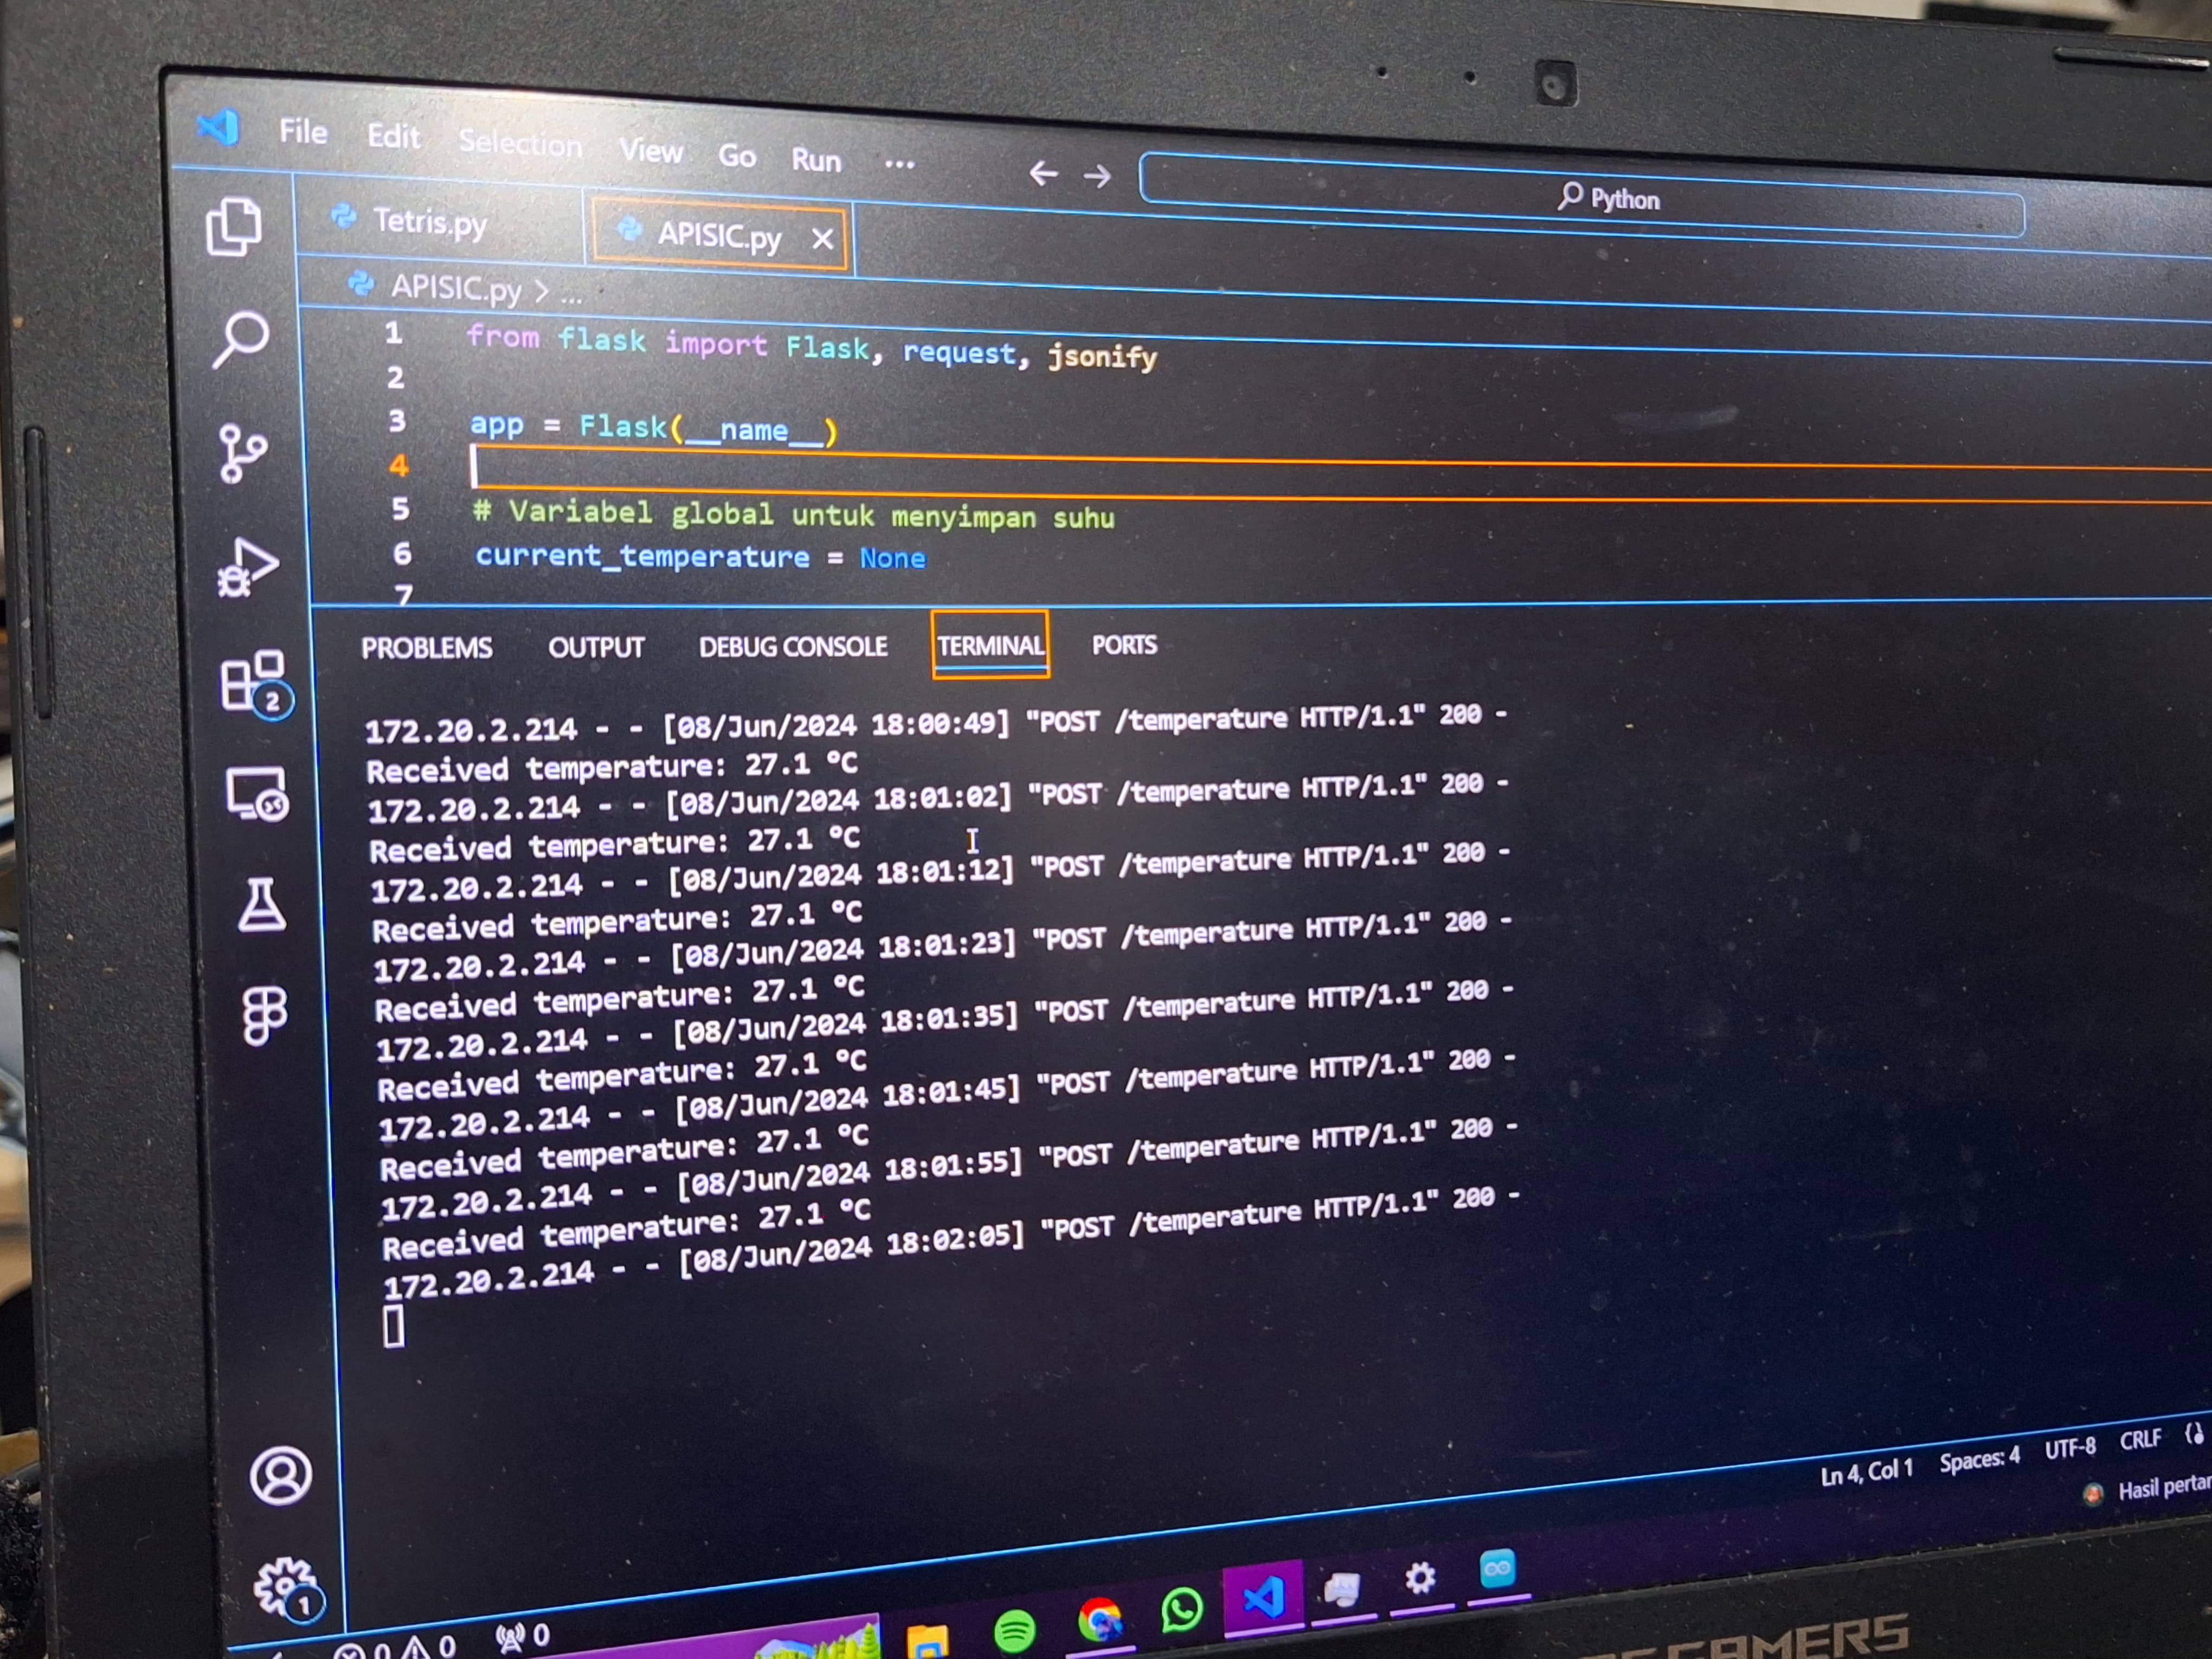 File Edit Selection View Go Run ...
Python
Tetris.py
APISIC.py
APISIC.py > ...
1 from flask import Flask, request, jsonify
2
3 app = Flask(__name__)
4
5 # Variabel global untuk menyimpan suhu
6 current_temperature = None
7
PROBLEMS OUTPUT DEBUG CONSOLE TERMINAL PORTS
172.20.2.214 - - [08/Jun/2024 18:00:49] "POST /temperature HTTP/1.1" 200 -
Received temperature: 27.1 °C
172.20.2.214 - - [08/Jun/2024 18:01:02] "POST /temperature HTTP/1.1" 200 -
Received temperature: 27.1 °C
172.20.2.214 - - [08/Jun/2024 18:01:12] "POST /temperature HTTP/1.1" 200 -
Received temperature: 27.1 °C
172.20.2.214 - - [08/Jun/2024 18:01:23] "POST /temperature HTTP/1.1" 200 -
Received temperature: 27.1 °C
172.20.2.214 - - [08/Jun/2024 18:01:35] "POST /temperature HTTP/1.1" 200 -
Received temperature: 27.1 °C
172.20.2.214 - - [08/Jun/2024 18:01:45] "POST /temperature HTTP/1.1" 200 -
Received temperature: 27.1 °C
172.20.2.214 - - [08/Jun/2024 18:01:55] "POST /temperature HTTP/1.1" 200 -
Received temperature: 27.1 °C
172.20.2.214 - - [08/Jun/2024 18:02:05] "POST /temperature HTTP/1.1" 200 -
2
1
Ln 4, Col 1 Spaces: 4 UTF-8 CRLF
Hasil
0 0 0
GAMERS